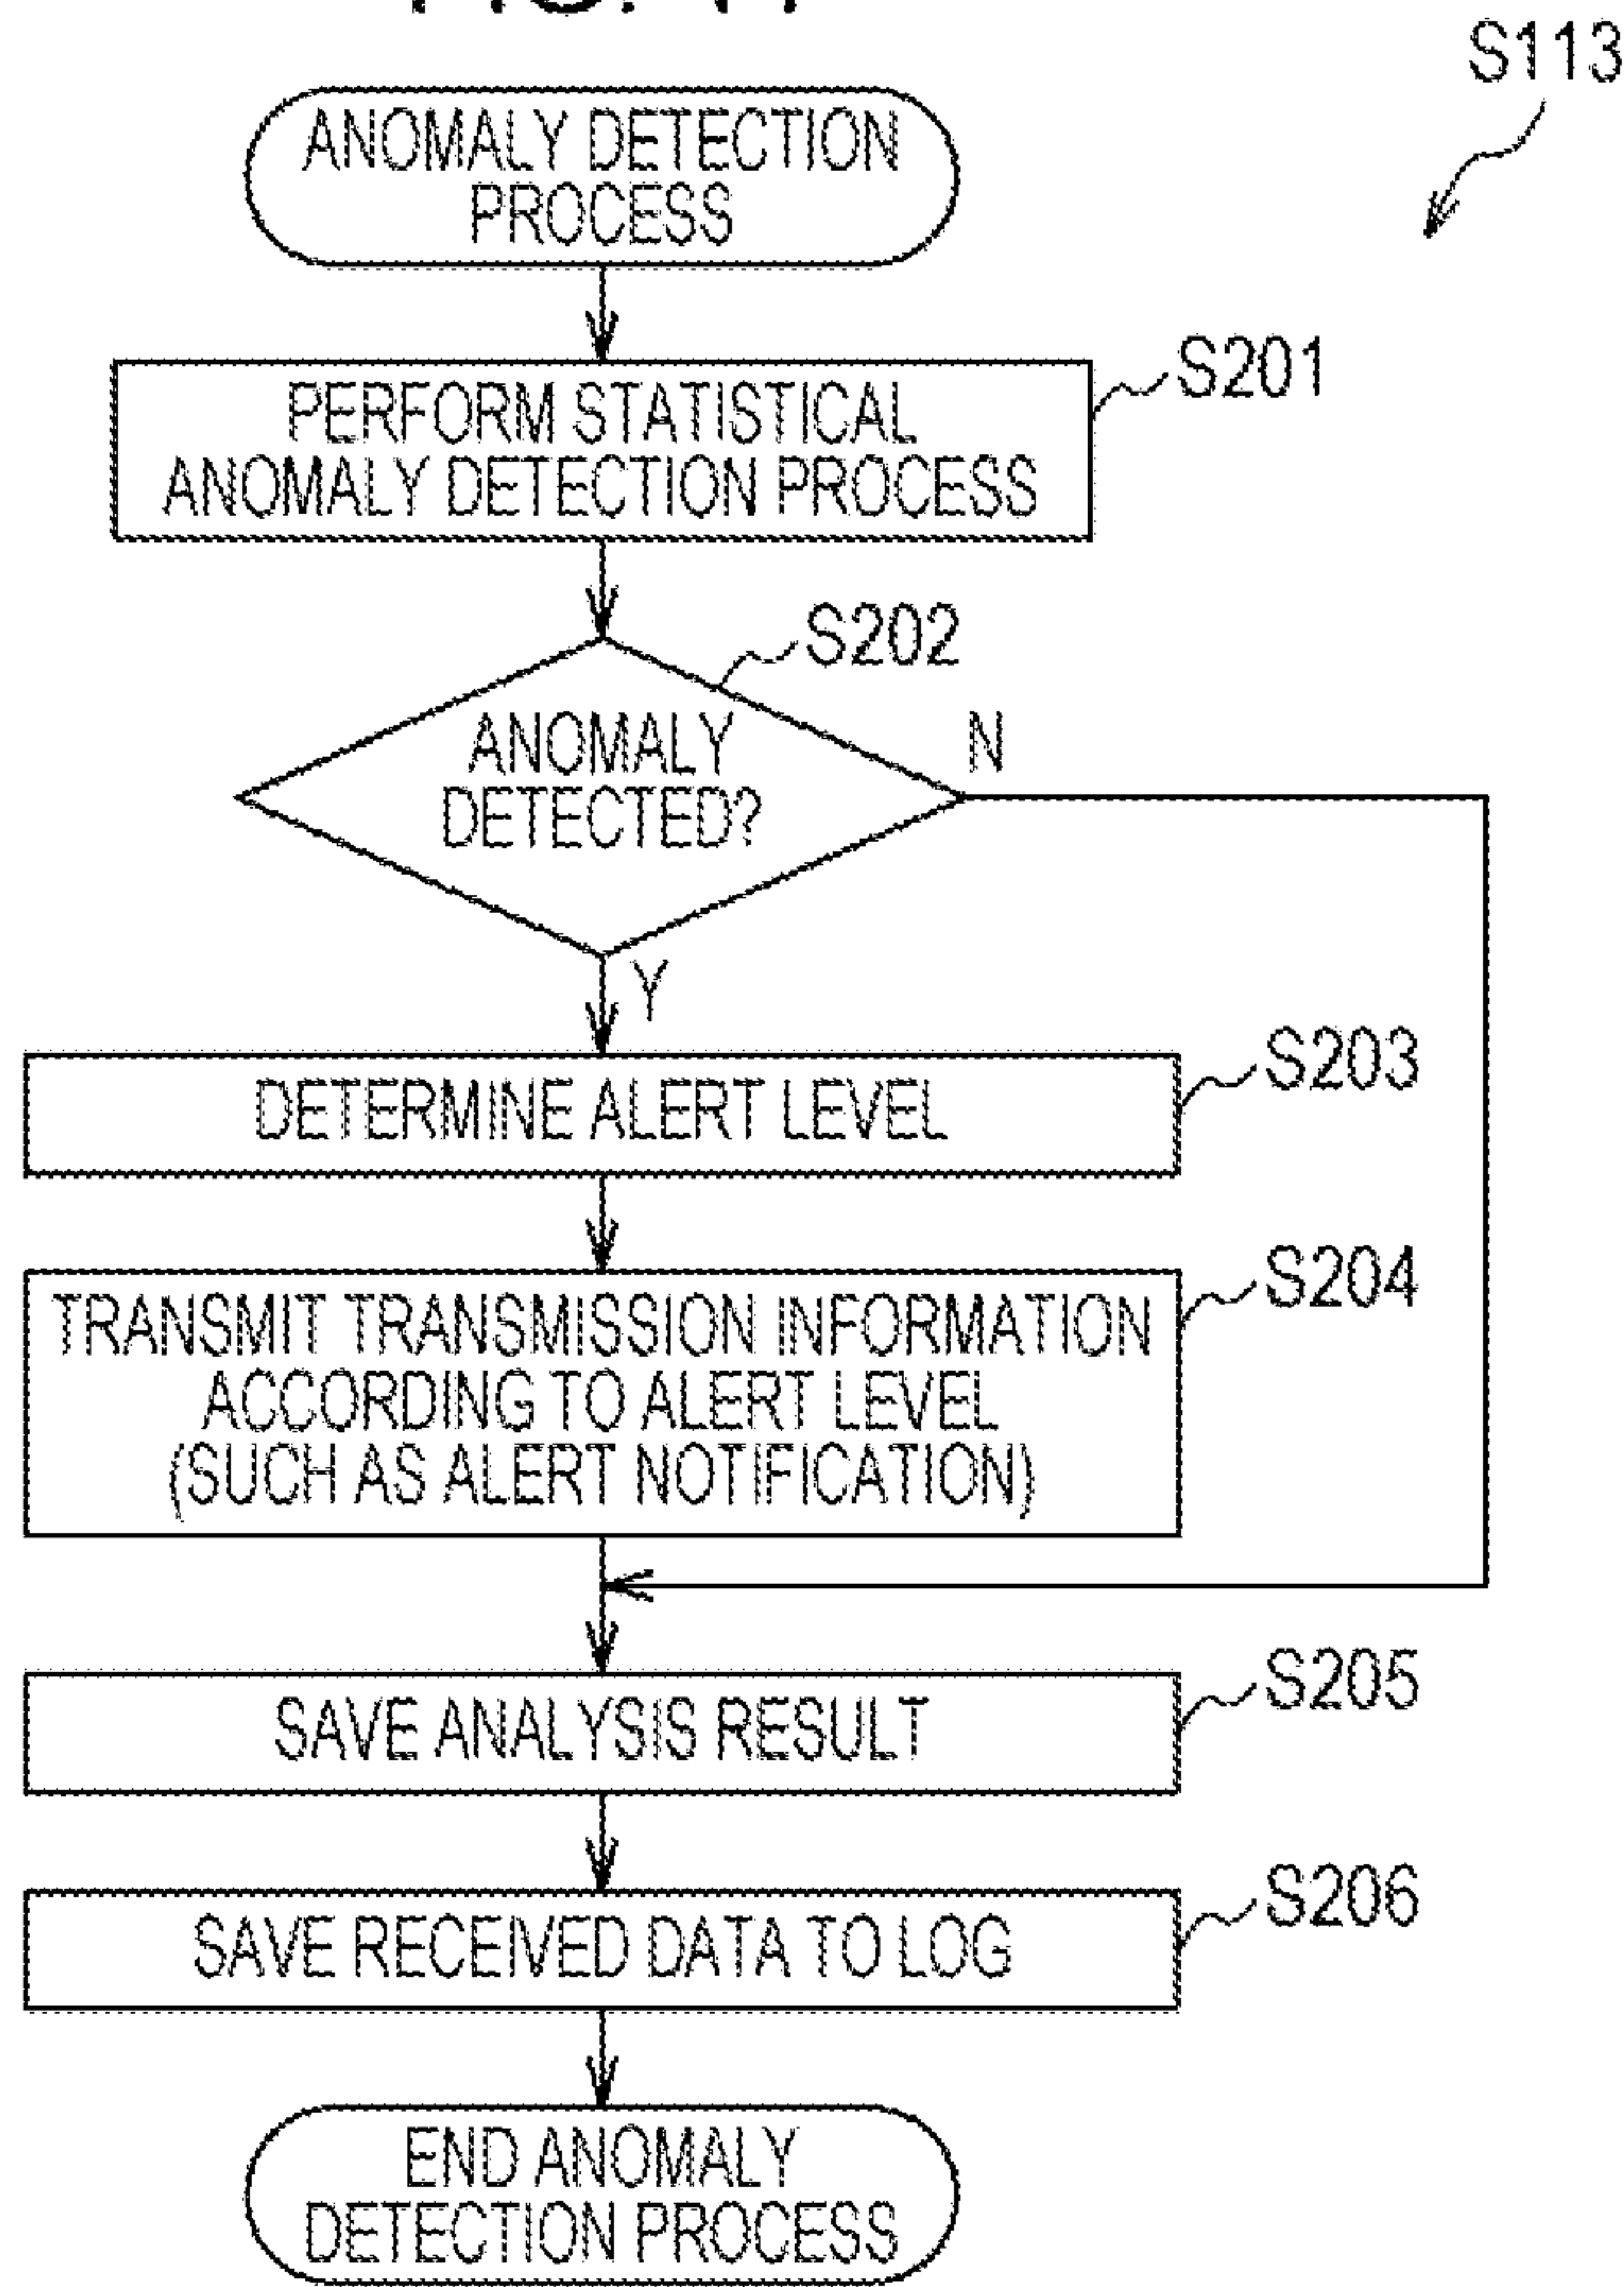 S113
ANOMALY DETECTION
PROCESS
S201
PERFORM STATISTICAL
ANOMALY DETECTION PROCESS
S202
ANOMALY
DETECTED?
N
Y
S203
DETERMINE ALERT LEVEL
S204
TRANSMIT TRANSMISSION INFORMATION
ACCORDING TO ALERT LEVEL
(SUCH AS ALERT NOTIFICATION)
S205
SAVE ANALYSIS RESULT
S206
SAVE RECEIVED DATA TO LOG
END ANOMALY
DETECTION PROCESS